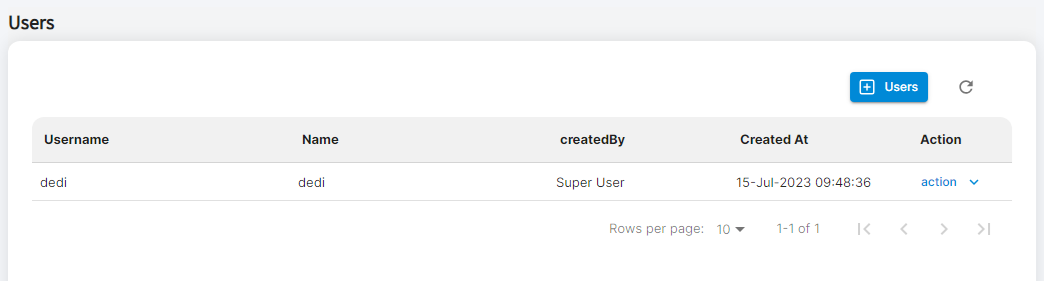 Users
Users
Username Name createdBy Created At Action
dedi dedi Super User 15-Jul-2023 09:48:36 action
Rows per page: 10 1-1 of 1